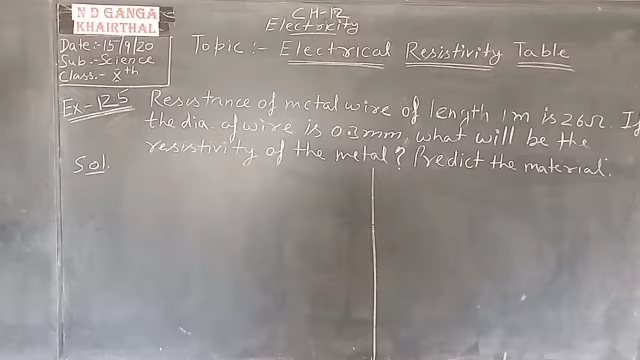 N D GANGA
KHAIRTHAL
CH-12
Electricity
Date:-15/9/20
Sub:-Science
Class:- Xth
Topic:- Electrical Resistivity Table
Ex-12.5 Resistance of metal wire of length 1m is 26Ω. If
the dia. of wire is 0.3mm, what will be the
resistivity of the metal? Predict the material.
Sol.